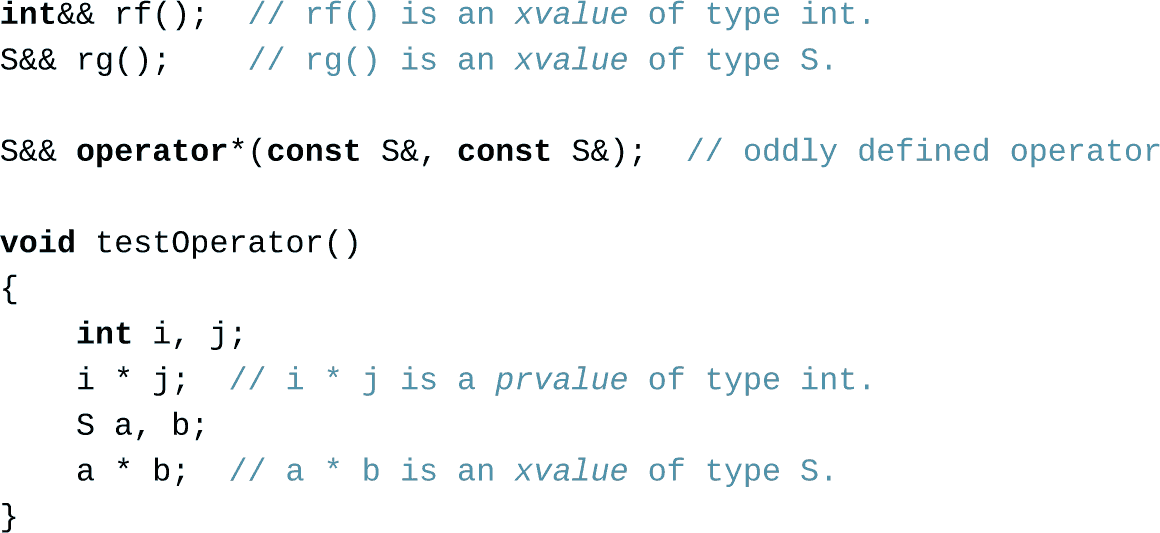 int&& rf();  // rf() is an xvalue of type int.
S&& rg();    // rg() is an xvalue of type S.
S&& operator*(const S&, const S&);  // oddly defined operator
void testOperator()
{
    int i, j;
    i * j;  // i * j is a prvalue of type int.
    S a, b;
    a * b;  // a * b is an xvalue of type S.
}